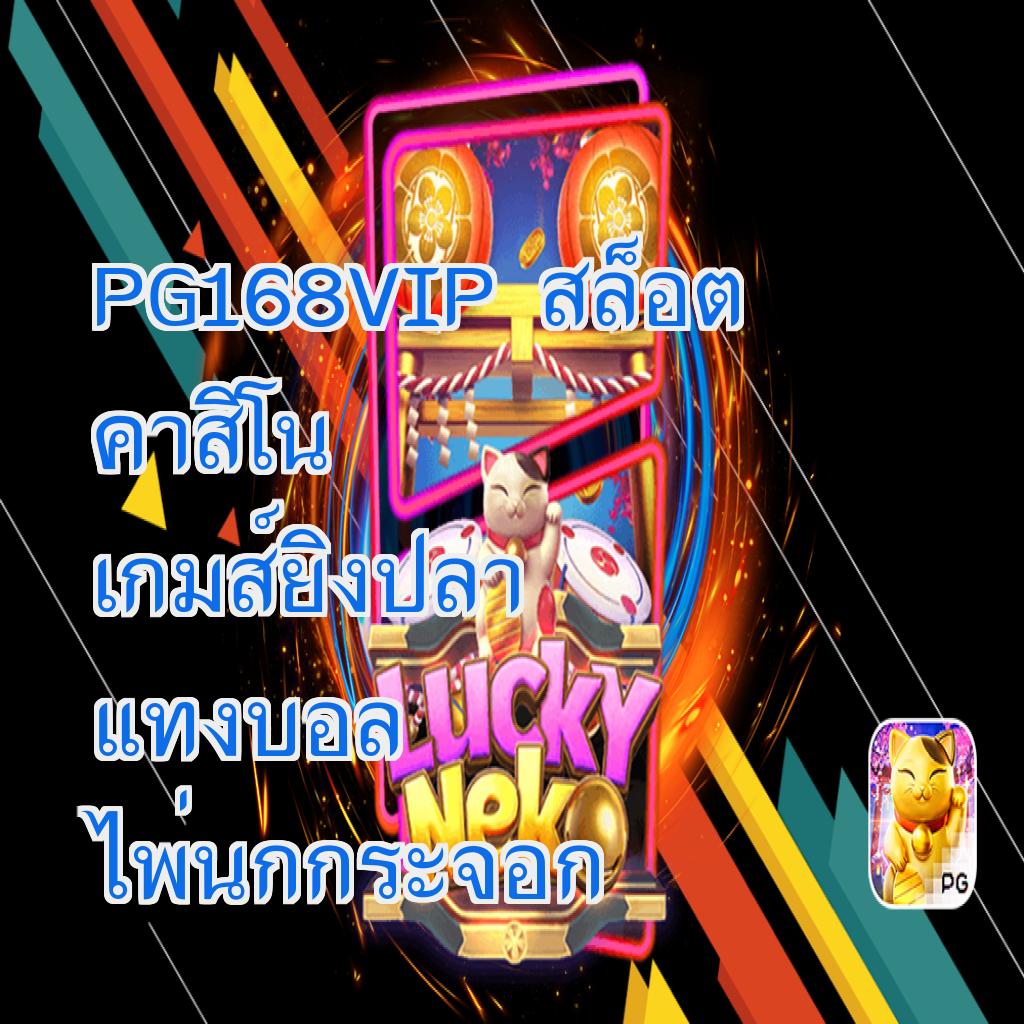 PG168VIP สล็อต
คาสิโน
เกมส์ยิงปลา
แทงบอล
ไพ่นกกระจอก
LUCKY
Neko
PG